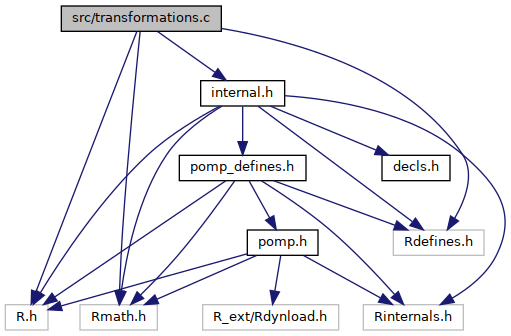 src/transformations.c
internal.h
pomp_defines.h
decls.h
pomp.h
Rdefines.h
R.h
Rmath.h
R_ext/Rdynload.h
Rinternals.h